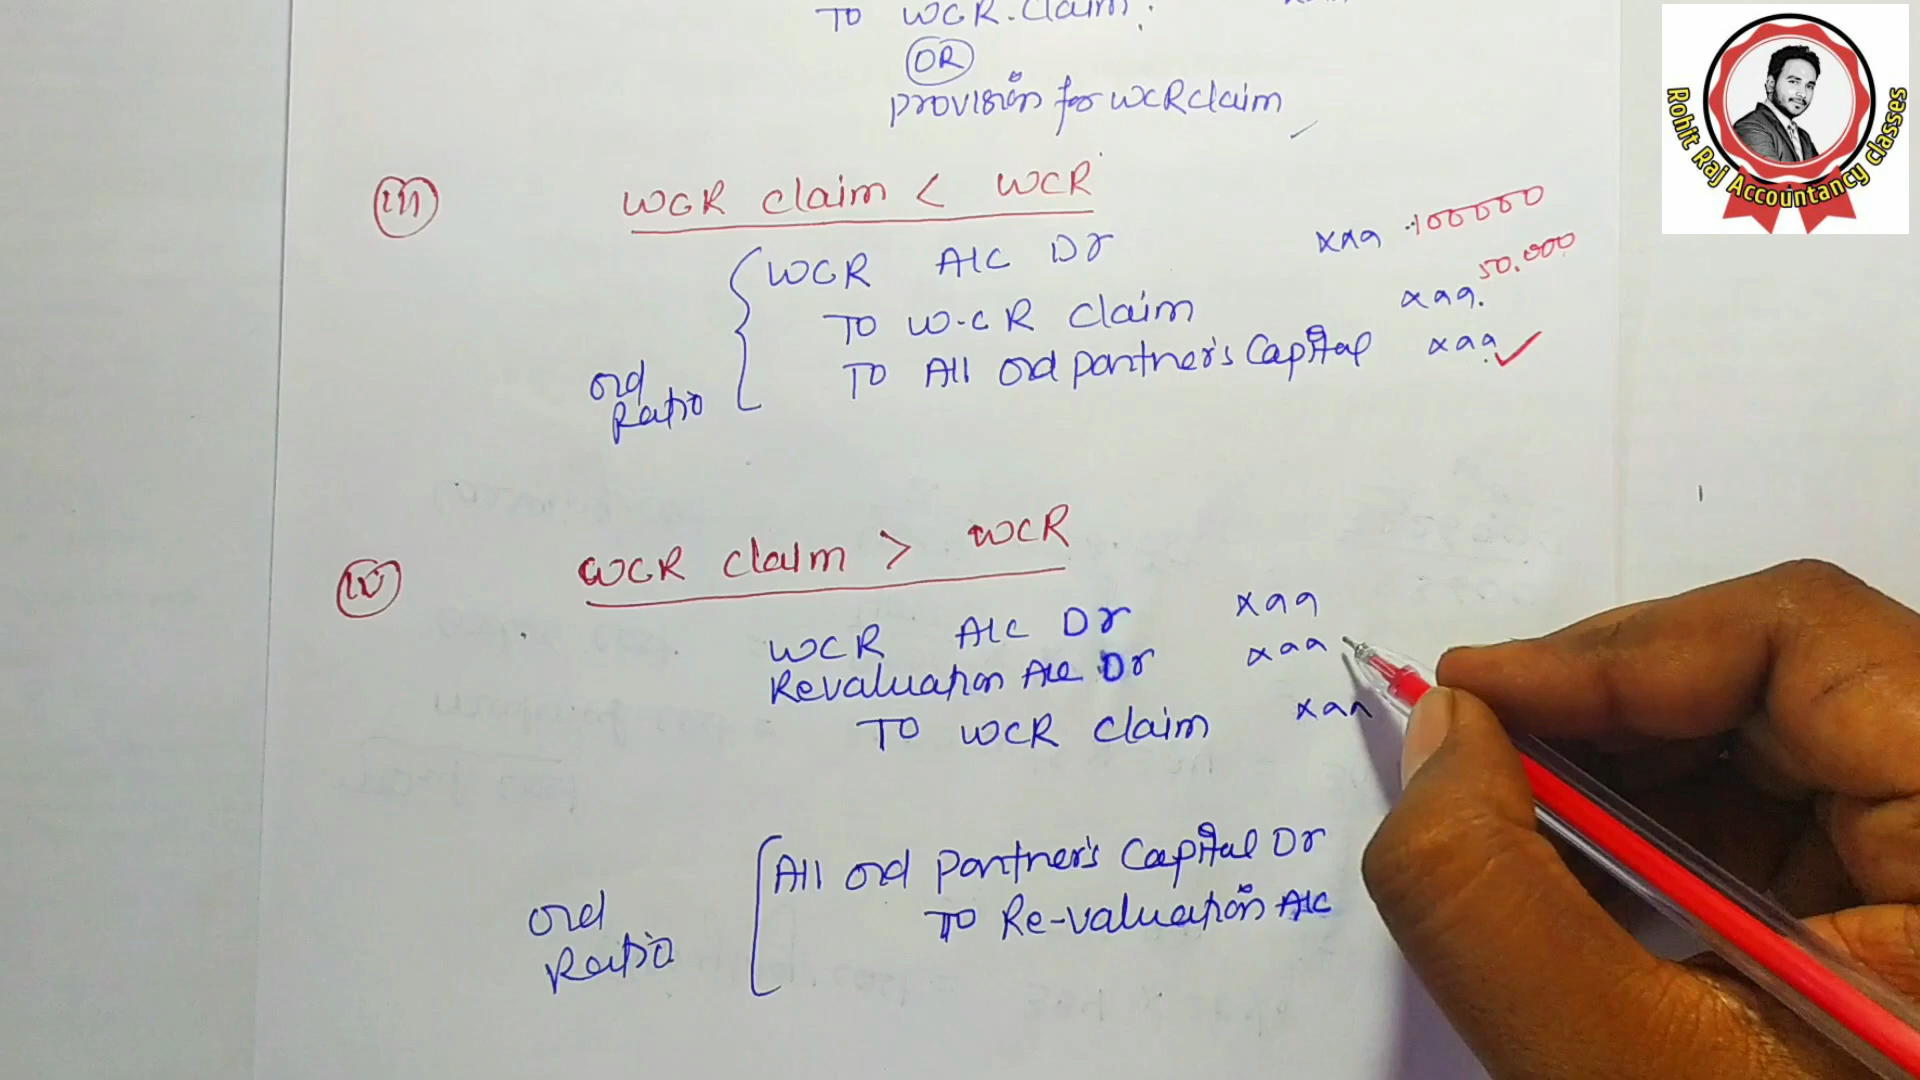 To WCR. Claim.
OR
provision for WCR claim
(iii) WCR claim < WCR
WCR A/c Dr xxx 100000
50,000
To W.C R claim xxx.
To All old partner's Capital xxx
old
Ratio
(iv) WCR claim > WCR
WCR A/c Dr xxx
Revaluation A/c Dr xxx
To WCR claim xxx
All old partner's Capital Dr
To Re-valuation A/c
old
Ratio
Rohit Raj Accountancy classes